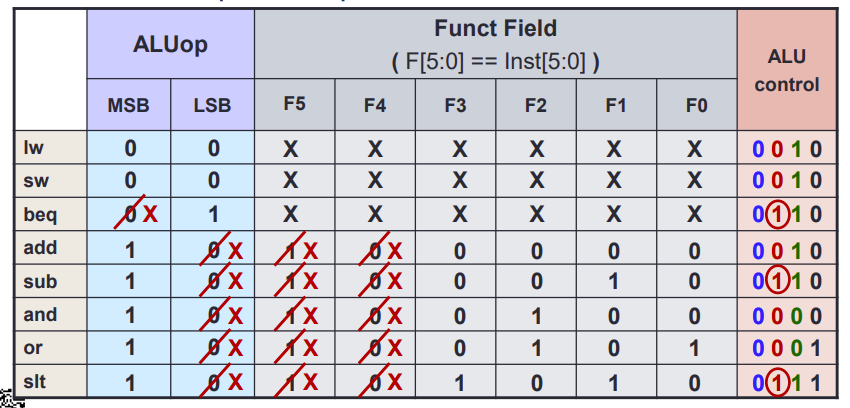 ALUop
Funct Field
( F[5:0] == Inst[5:0] )
ALU
control
MSB LSB F5 F4 F3 F2 F1 F0
lw 0 0 X X X X X X 0 0 1 0
sw 0 0 X X X X X X 0 0 1 0
beq 0 X 1 X X X X X X 0 1 1 0
add 1 0 X 1 X 0 X 0 0 0 0 0 0 1 0
sub 1 0 X 1 X 0 X 0 0 1 0 0 1 1 0
and 1 0 X 1 X 0 X 0 1 0 0 0 0 0 0
or 1 0 X 1 X 0 X 0 1 0 1 0 0 0 1
slt 1 0 X 1 X 0 X 1 0 1 0 0 1 1 1